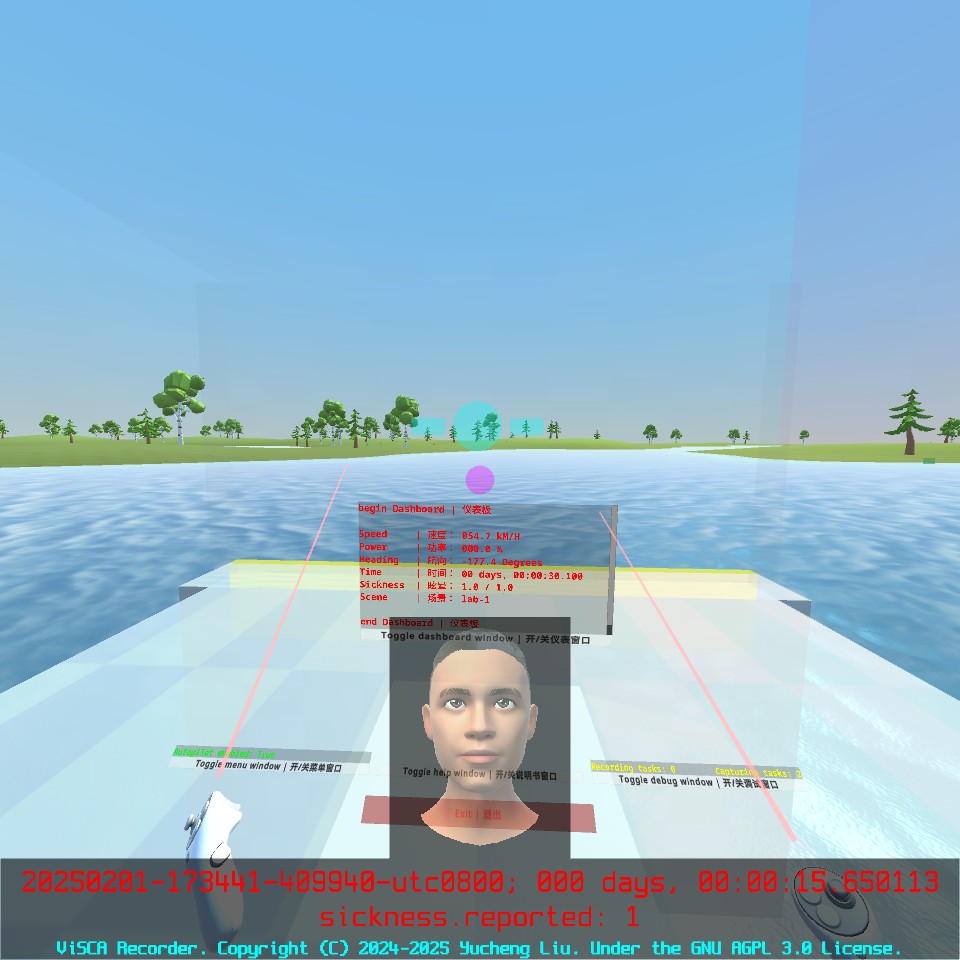 begin Dashboard | 仪表板
Speed | 速度: 054.7 kM/H
Power | 功率: 000.0 %
Heading | 航向: -177.4 Degrees
Time | 时间: 00 days, 00:00:30.100
Sickness | 眩晕: 1.0 / 1.0
Scene | 场景: lab-1
end Dashboard | 仪表板
Toggle dashboard window | 开/关仪表窗口
Autopilot enabled: True
Toggle menu window | 开/关菜单窗口
Toggle help window | 开/关说明书窗口
Recording tasks: 0 Capturing tasks:
Toggle debug window | 开/关调试窗口
Exit | 退出
20250201-173441-409940-utc0800; 000 days, 00:00:15.650113
sickness.reported: 1
ViSCA Recorder. Copyright (C) 2024-2025 Yucheng Liu. Under the GNU AGPL 3.0 License.